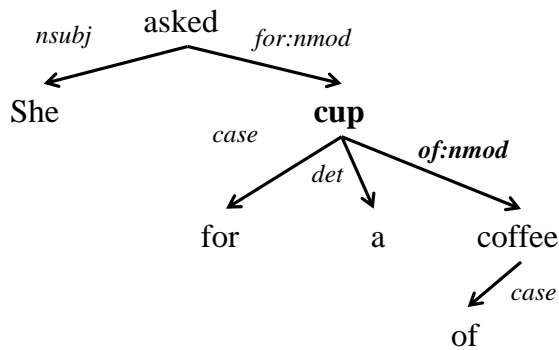 asked
nsubj for:nmod
She cup
case of:nmod
det
for a coffee
case
of